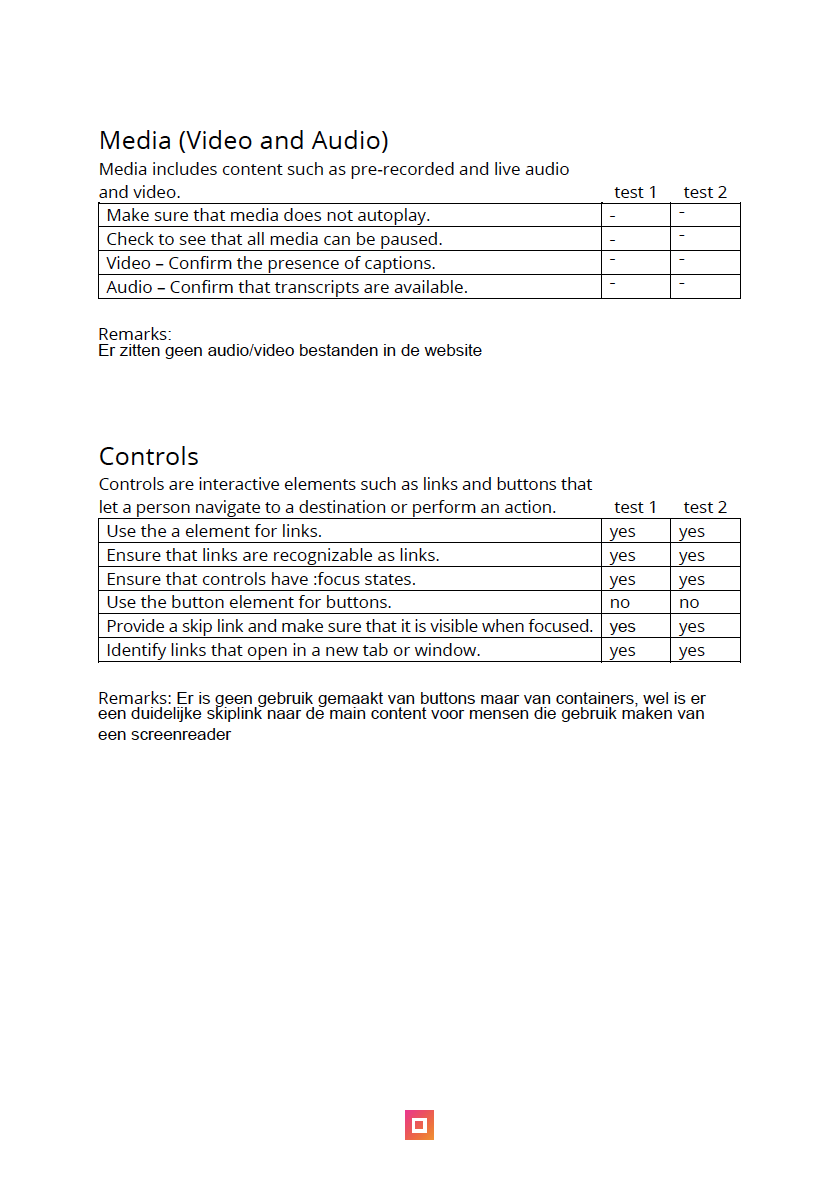 Media (Video and Audio)
Media includes content such as pre-recorded and live audio
and video. test 1 test 2
Make sure that media does not autoplay. - -
Check to see that all media can be paused. - -
Video – Confirm the presence of captions. - -
Audio – Confirm that transcripts are available. - -
Remarks:
Er zitten geen audio/video bestanden in de website
Controls
Controls are interactive elements such as links and buttons that
let a person navigate to a destination or perform an action. test 1 test 2
Use the a element for links. yes yes
Ensure that links are recognizable as links. yes yes
Ensure that controls have :focus states. yes yes
Use the button element for buttons. no no
Provide a skip link and make sure that it is visible when focused. yes yes
Identify links that open in a new tab or window. yes yes
Remarks: Er is geen gebruik gemaakt van buttons maar van containers, wel is er
een duidelijke skiplink naar de main content voor mensen die gebruik maken van
een screenreader